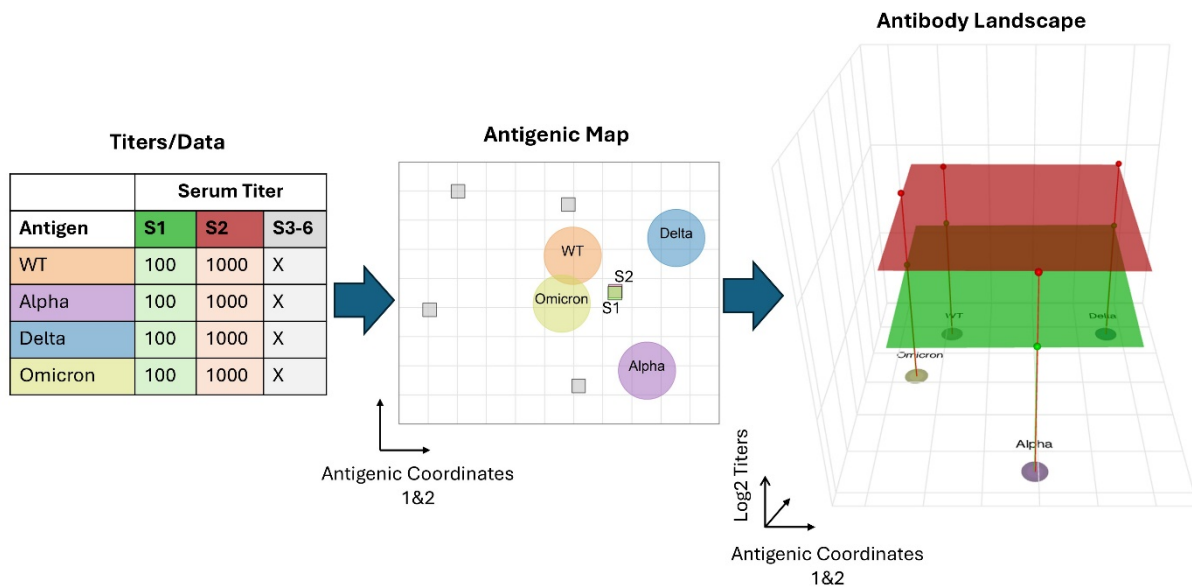 Titers/Data
Serum Titer
Antigen S1 S2 S3-6
WT 100 1000 X
Alpha 100 1000 X
Delta 100 1000 X
Omicron 100 1000 X
Antigenic Map
Delta
WT
S2
Omicron
S1
Alpha
Antigenic Coordinates
1&2
Antibody Landscape
WT
Delta
Omicron
Alpha
Log2 Titers
Antigenic Coordinates
1&2